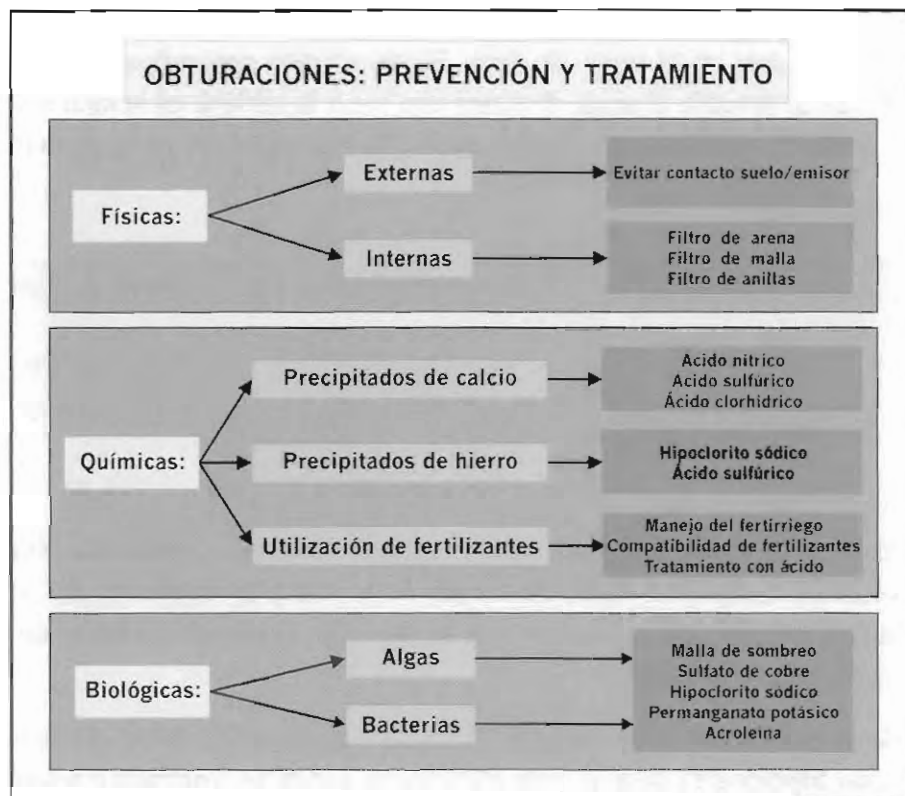 OBTURACIONES: PREVENCIÓN Y TRATAMIENTO
Físicas:
Externas
Evitar contacto suelo/emisor
Internas
Filtro de arena
Filtro de malla
Filtro de anillas
Químicas:
Precipitados de calcio
Acido nítrico
Acido sulfúrico
Ácido clorhídrico
Precipitados de hierro
Hipoclorito sódico
Ácido sulfúrico
Utilización de fertilizantes
Manejo del fertirriego
Compatibilidad de fertilizantes
Tratamiento con ácido
Biológicas:
Algas
Bacterias
Malla de sombreo
Sulfato de cobre
Hipoclorito sódico
Permanganato potásico
Acroleína